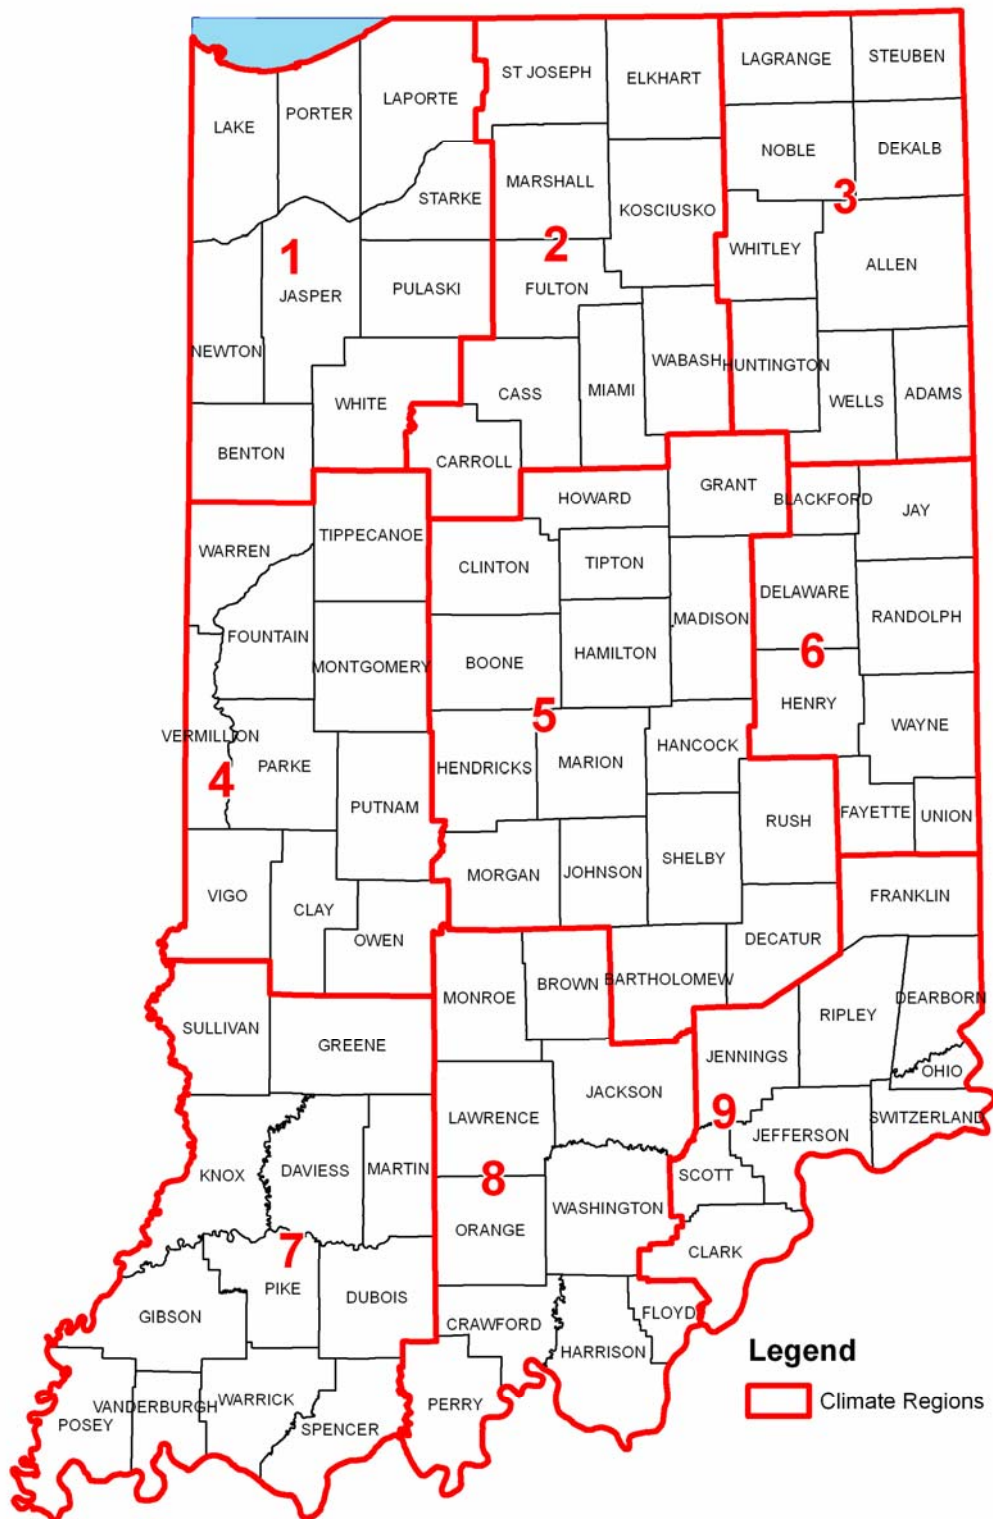 LAGRANGE
STEUBEN
ST JOSEPH
ELKHART
LAPORTE
PORTER
LAKE
NOBLE
DEKALB
MARSHALL
3
STARKE
KOSCIUSKO
2
1
WHITLEY
ALLEN
JASPER
PULASKI
FULTON
NEWTON
WABASH
HUNTINGTON
CASS
MIAMI
WELLS
ADAMS
WHITE
BENTON
CARROLL
GRANT
HOWARD
BLACKFORD
JAY
TIPPECANOE
WARREN
CLINTON
TIPTON
DELAWARE
RANDOLPH
MADISON
FOUNTAIN
BOONE
HAMILTON
6
MONTGOMERY
HENRY
5
WAYNE
VERMILLION
HANCOCK
PARKE
HENDRICKS
MARION
4
PUTNAM
FAYETTE
UNION
RUSH
SHELBY
MORGAN
JOHNSON
VIGO
FRANKLIN
CLAY
OWEN
DECATUR
BARTHOLOMEW
BROWN
MONROE
DEARBORN
RIPLEY
SULLIVAN
GREENE
JENNINGS
OHIO
JACKSON
9
LAWRENCE
SWITZERLAND
JEFFERSON
KNOX
DAVIESS
MARTIN
SCOTT
8
WASHINGTON
ORANGE
7
CLARK
PIKE
DUBOIS
GIBSON
FLOYD
CRAWFORD
HARRISON
Legend
WARRICK
VANDERBURGH
PERRY
Climate Regions
POSEY
SPENCER